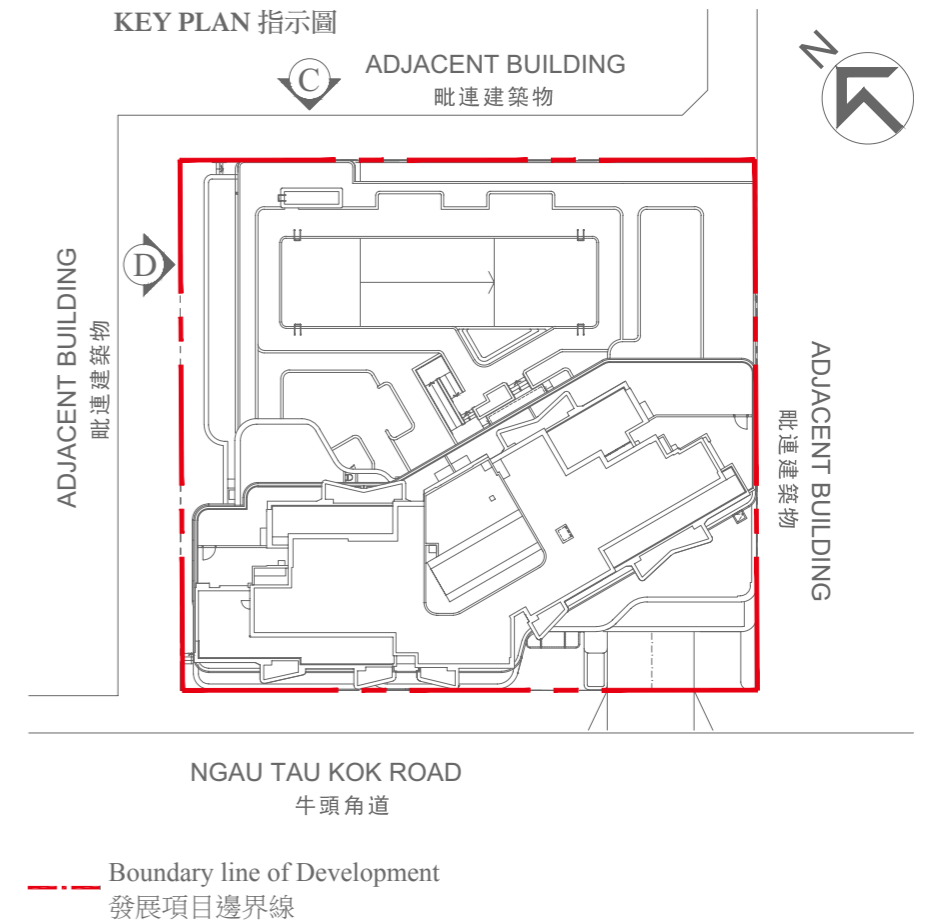 KEY PLAN 指示圖
N
C
ADJACENT BUILDING
毗連建築物
D
ADJACENT BUILDING
毗連建築物
ADJACENT BUILDING
毗連建築物
NGAU TAU KOK ROAD
牛頭角道
Boundary line of Development
發展項目邊界線